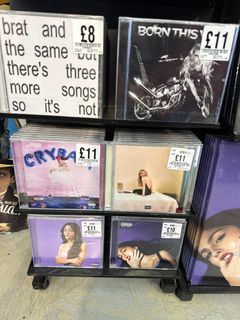 brat and
the same but
there's three
more songs
so it's not
£8
BORN THIS
£11
CRYBA
£11
£11
£11
£10